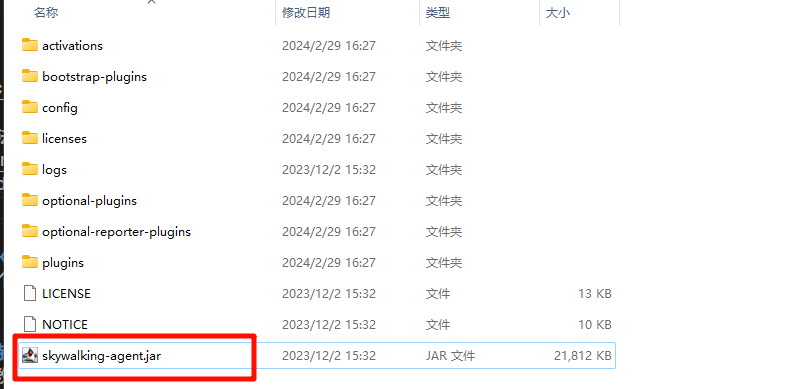 名称 修改日期 类型 大小
activations 2024/2/29 16:27 文件夹
bootstrap-plugins 2024/2/29 16:27 文件夹
config 2024/2/29 16:27 文件夹
licenses 2024/2/29 16:27 文件夹
logs 2023/12/2 15:32 文件夹
optional-plugins 2024/2/29 16:27 文件夹
optional-reporter-plugins 2024/2/29 16:27 文件夹
plugins 2024/2/29 16:27 文件夹
LICENSE 2023/12/2 15:32 文件 13 KB
NOTICE 2023/12/2 15:32 文件 10 KB
skywalking-agent.jar 2023/12/2 15:32 JAR 文件 21,812 KB